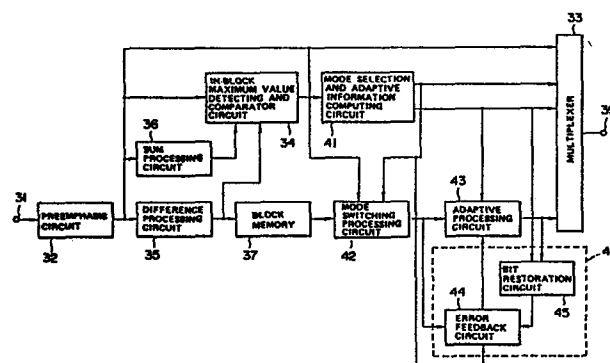 33
IN-BLOCK
MAXIMUM VALUE
DETECTING AND
COMPARATOR
CIRCUIT
34
MODE SELECTION
AND ADAPTIVE
INFORMATION
COMPUTING
CIRCUIT
41
MULTIPLEXER
36
SUM
PROCESSING
CIRCUIT
31
PREEMPHASIS
CIRCUIT
32
DIFFERENCE
PROCESSING
CIRCUIT
35
BLOCK
MEMORY
37
MODE
SWITCHING
PROCESSING
CIRCUIT
42
43
ADAPTIVE
PROCESSING
CIRCUIT
44
ERROR
FEEDBACK
CIRCUIT
BIT
RESTORATION
CIRCUIT
45